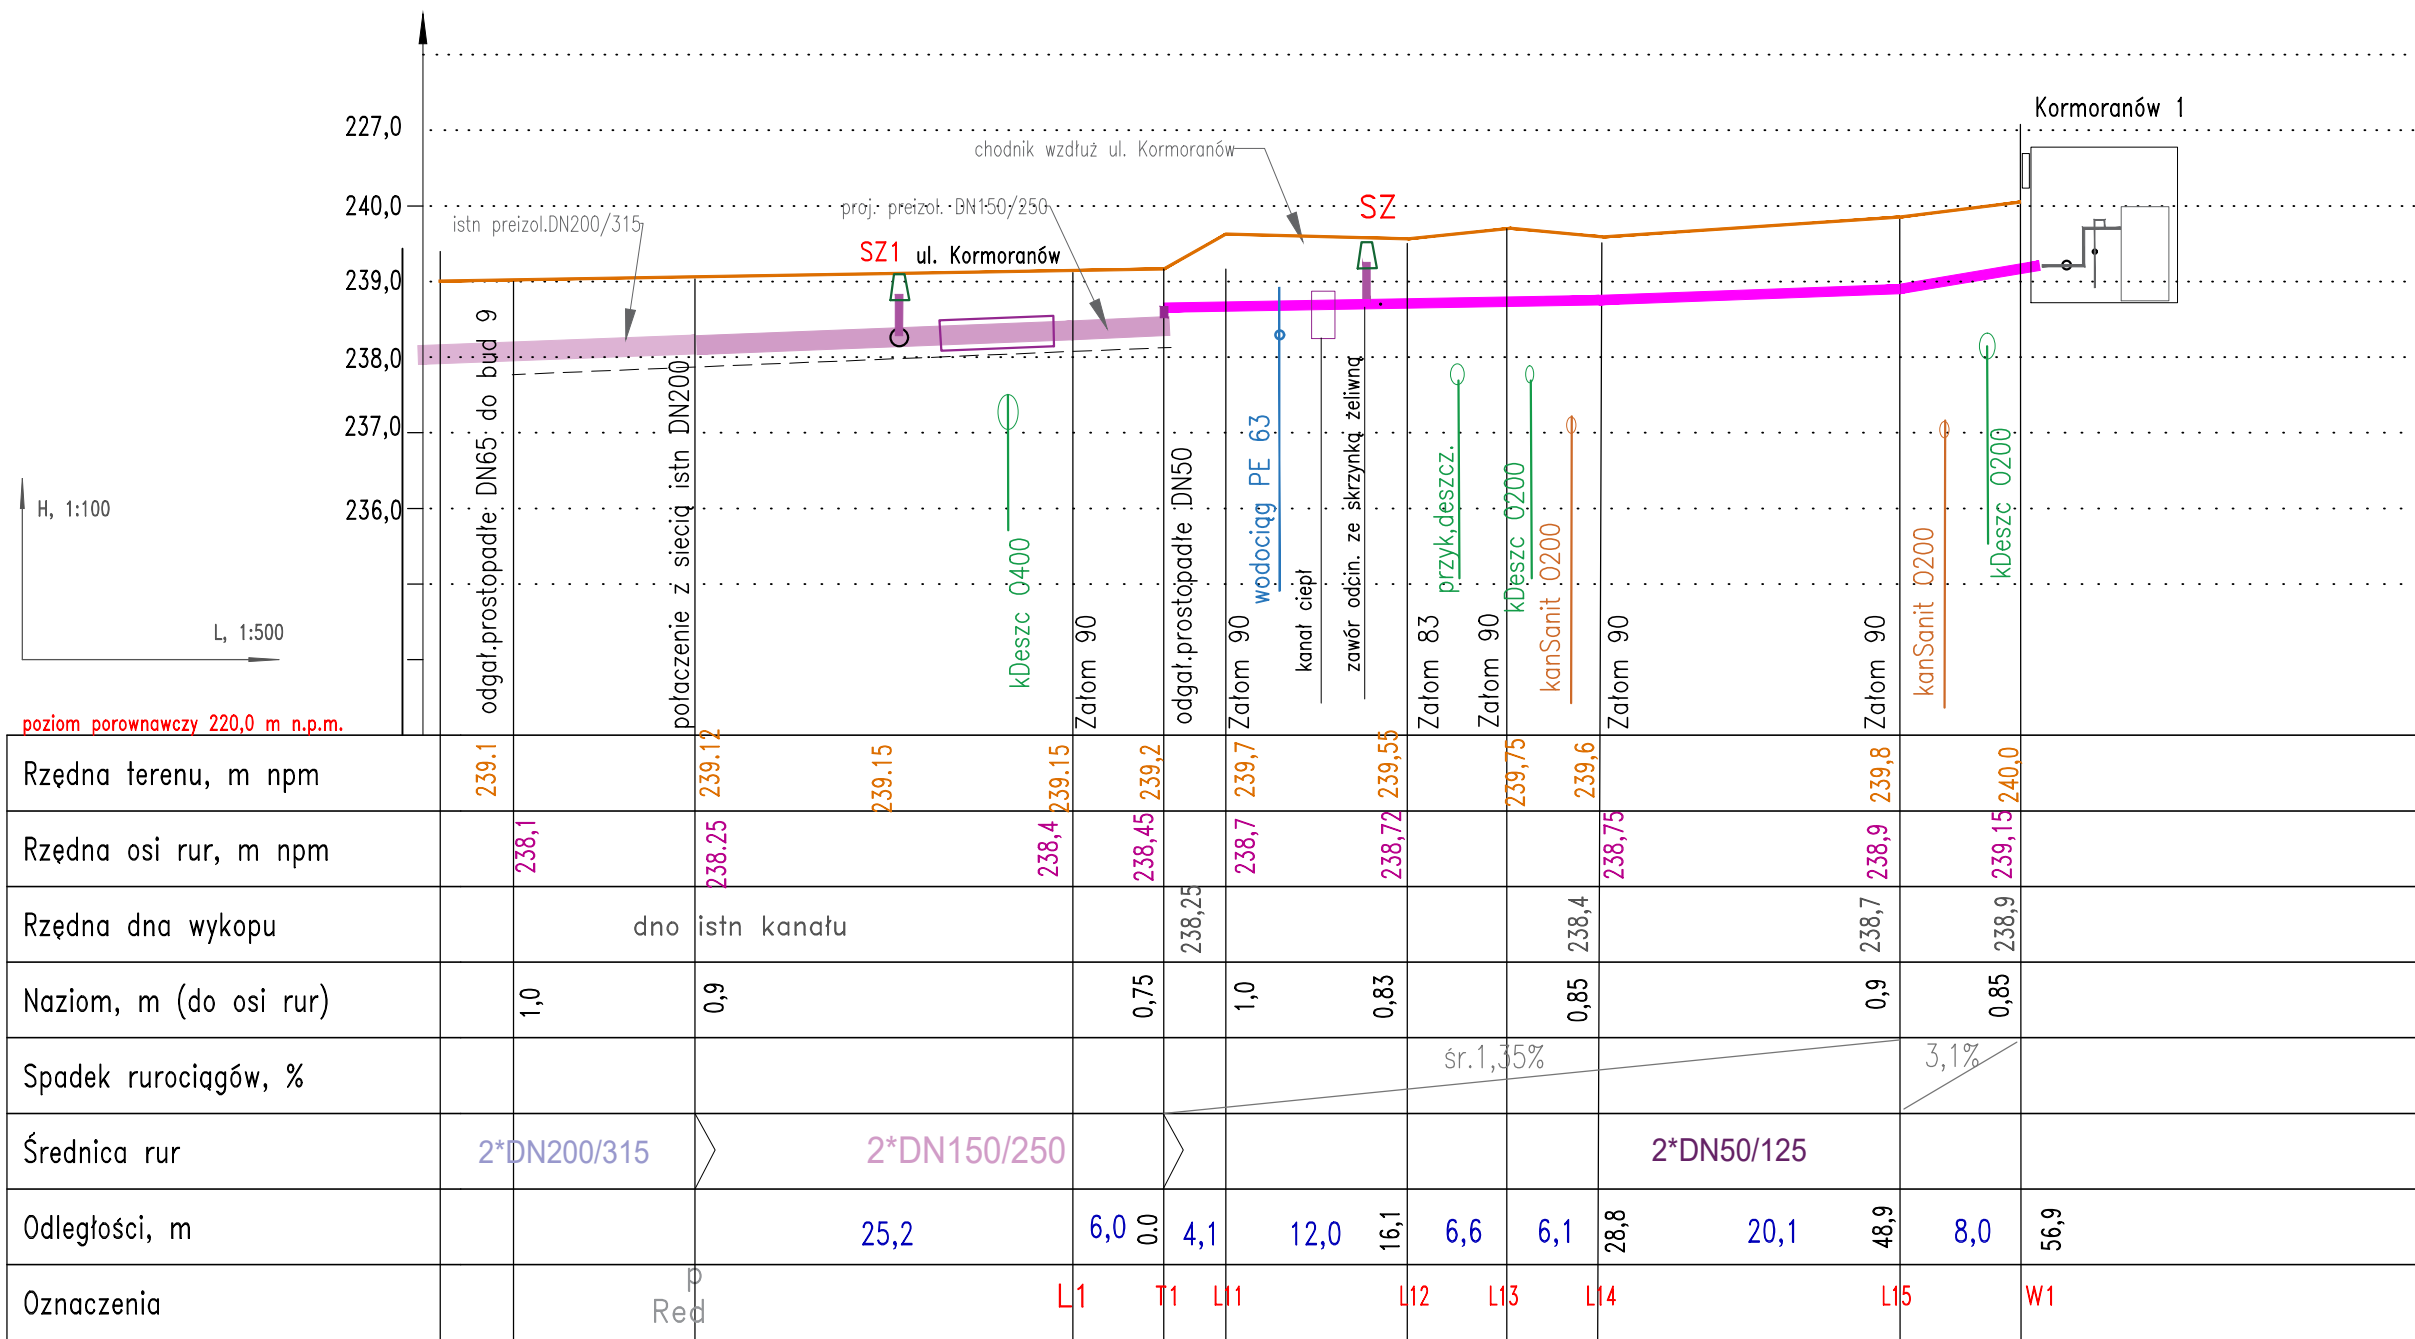 Kormoranów 1
227,0
chodnik wzdłuż ul. Kormoranów
240,0
istn preizol.DN200/315
proj. preizol. DN150/250
SZ
SZ1
ul. Kormoranów
239,0
238,0
237,0
236,0
H, 1:100
L, 1:500
poziom porownawczy 220,0 m n.p.m.
odgał.prostopadłe DN65 do bud 9
połaczenie z siecią istn DN200
kDeszc O400
Załom 90
odgał.prostopadłe DN50
Załom 90
wodociąg PE 63
kanał ciepł
zawór odcin. ze skrzynką żeliwną
Załom 83
przyk,deszcz.
Załom 90
kDeszc O200
kanSanit O200
Załom 90
Załom 90
kanSanit O200
kDeszc O200
Rzędna terenu, m npm
239.1
239.12
239.15
239.15
239,2
239,7
239,55
239,75
239,6
239,8
240,0
Rzędna osi rur, m npm
238,1
238.25
238,4
238,45
238,7
238,72
238,75
238,9
239,15
Rzędna dna wykopu
dno istn kanału
238,25
238,4
238,7
238,9
Naziom, m (do osi rur)
1,0
0,9
0,75
1,0
0,83
0,85
0,9
0,85
Spadek rurociągów, %
śr.1,35%
3,1%
Średnica rur
2*DN200/315
2*DN150/250
2*DN50/125
Odległości, m
25,2
6,0
0.0
4,1
12,0
16,1
6,6
6,1
28,8
20,1
48,9
8,0
56,9
Oznaczenia
p
Red
L1
T1
L11
L12
L13
L14
L15
W1